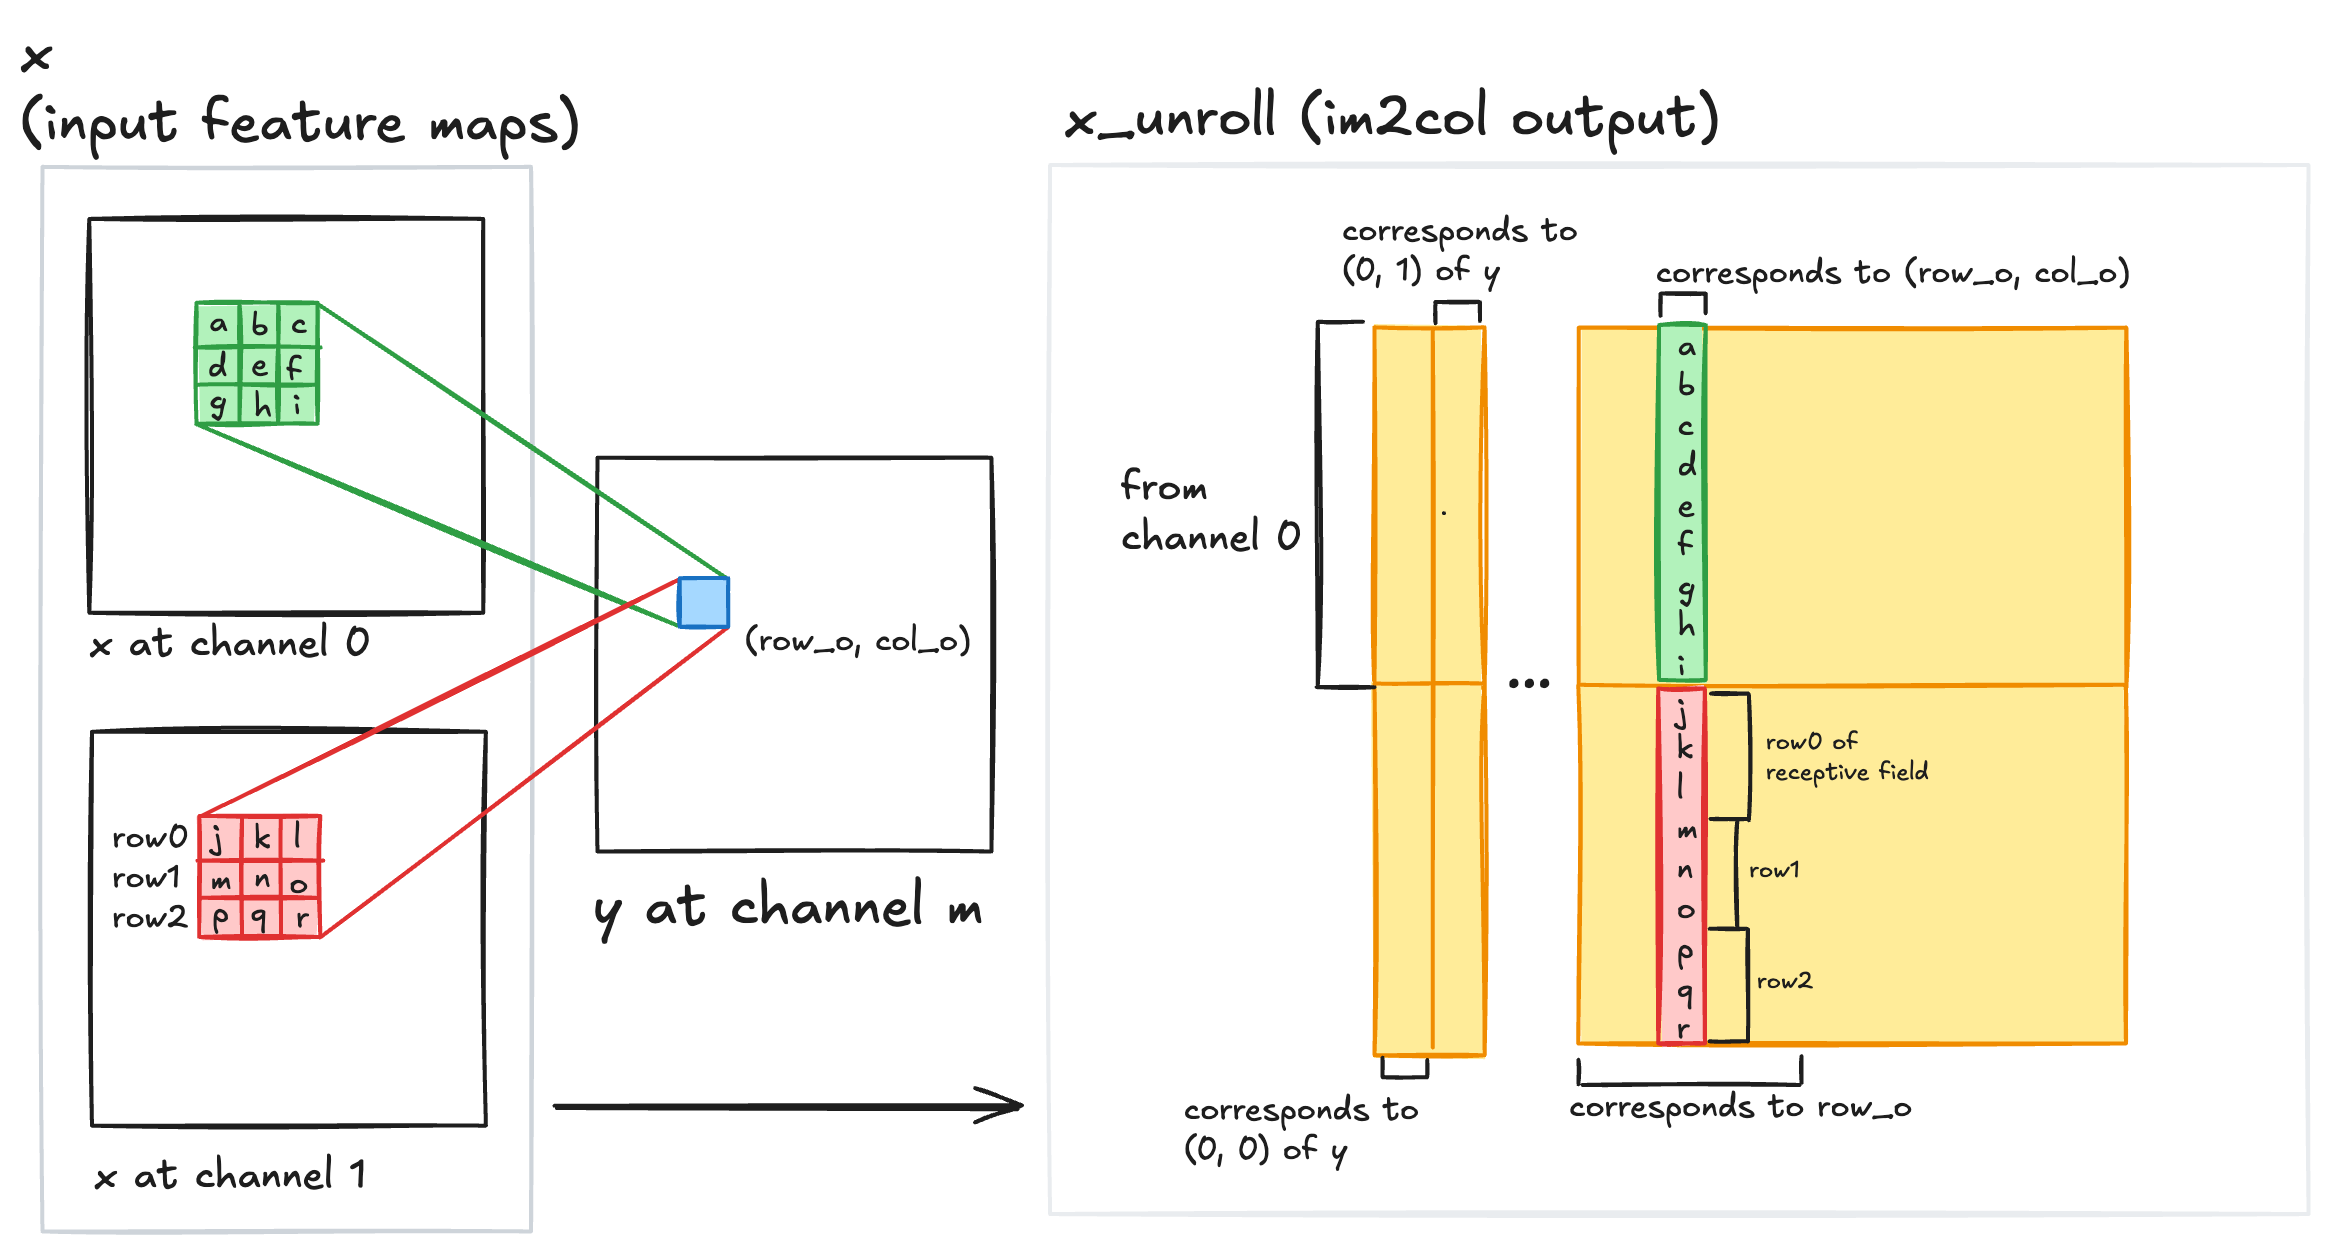 x
(input feature maps)
a b c
d e f
g h i
x at channel 0
row0 j k l
row1 m n o
row2 p q r
x at channel 1
(row_o, col_o)
y at channel m
x_unroll (im2col output)
corresponds to
(0, 1) of y
corresponds to (row_o, col_o)
from
channel 0
...
a
b
c
d
e
f
g
h
i
j
k
l
m
n
o
p
q
r
row0 of
receptive field
row1
row2
corresponds to
(0, 0) of y
corresponds to row_o